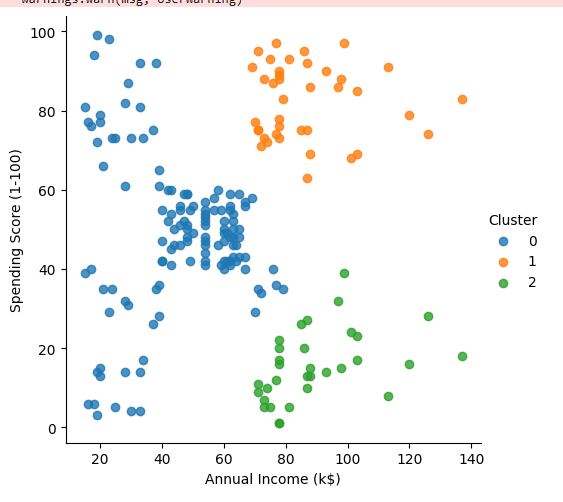 warnings.warn(msg, UserWarning)
100
80
60
40
20
0
Spending Score (1-100)
20 40 60 80 100 120 140
Annual Income (k$)
Cluster
0
1
2